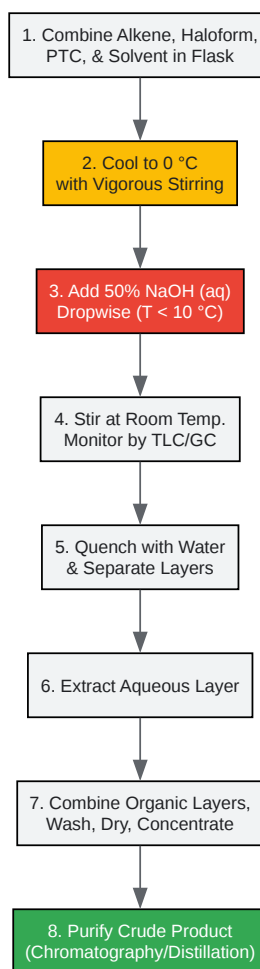 1. Combine Alkene, Haloform,
PTC, & Solvent in Flask
2. Cool to 0 °C
with Vigorous Stirring
3. Add 50% NaOH (aq)
Dropwise (T < 10 °C)
4. Stir at Room Temp.
Monitor by TLC/GC
5. Quench with Water
& Separate Layers
6. Extract Aqueous Layer
7. Combine Organic Layers,
Wash, Dry, Concentrate
8. Purify Crude Product
(Chromatography/Distillation)